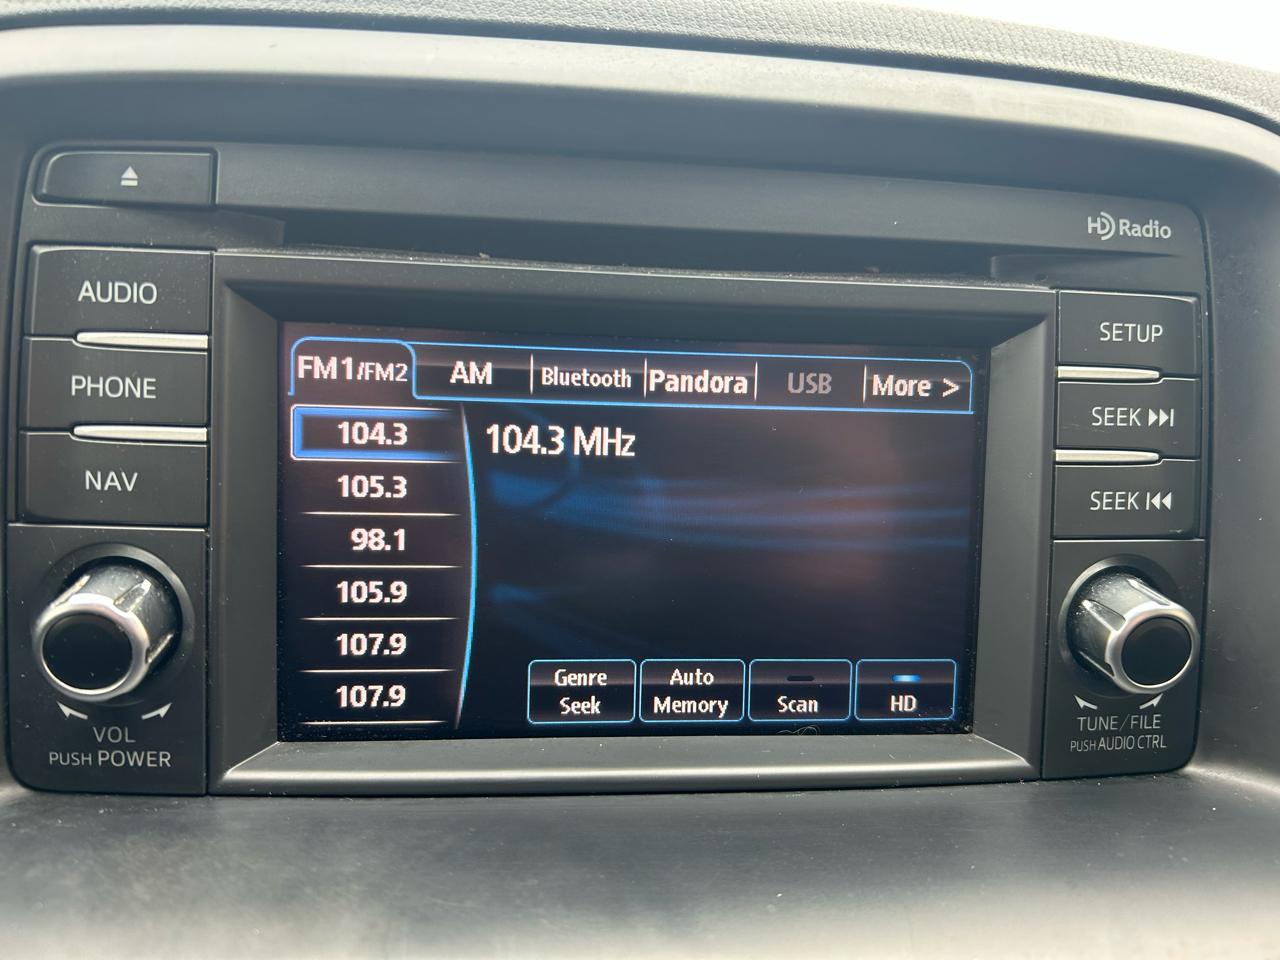 HD Radio
AUDIO
PHONE
NAV
VOL
PUSH POWER
FM1/FM2
AM
Bluetooth
Pandora
USB
More >
104.3
105.3
98.1
105.9
107.9
107.9
104.3 MHz
Genre
Seek
Auto
Memory
Scan
HD
SETUP
SEEK
SEEK
TUNE/FILE
PUSH AUDIO CTRL